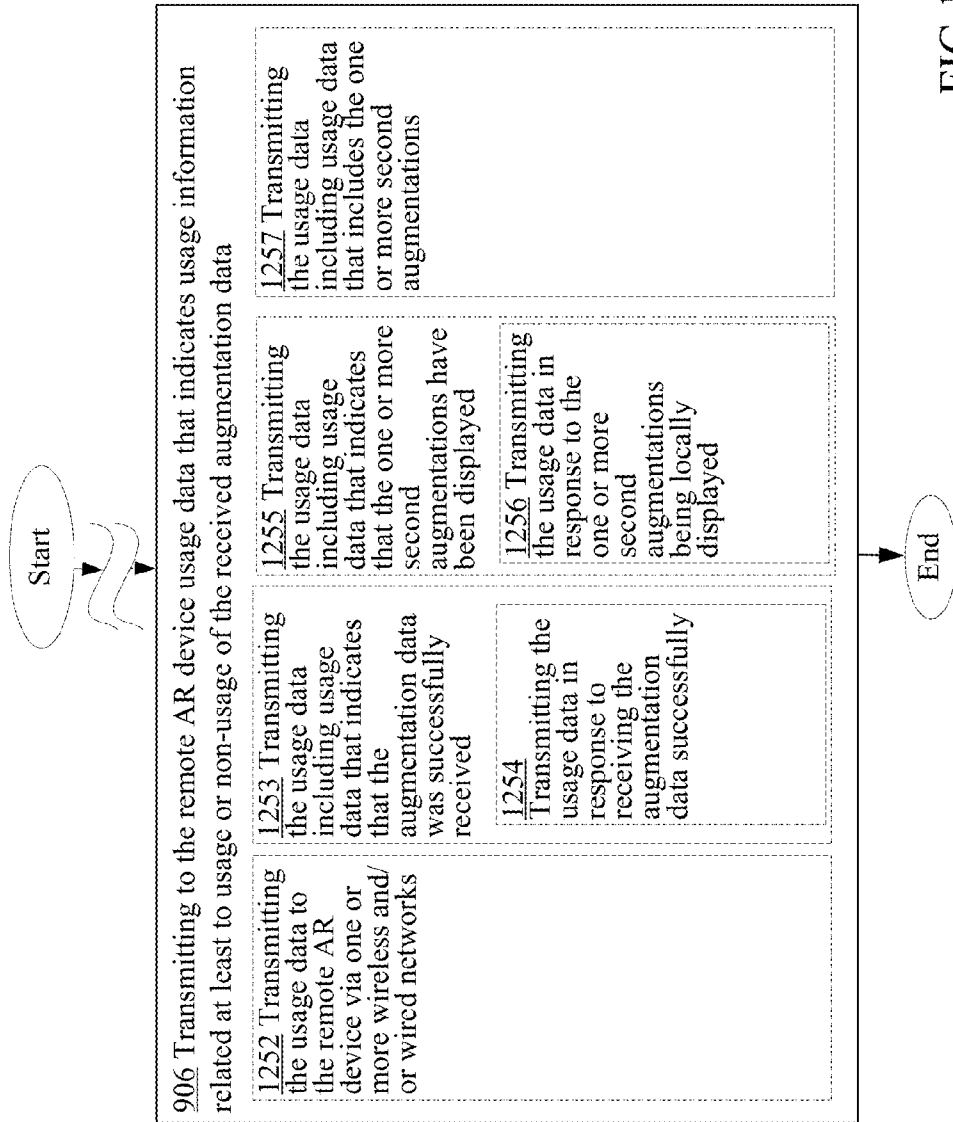 Start
906 Transmitting to the remote AR device usage data that indicates usage information
related at least to usage or non-usage of the received augmentation data
1252 Transmitting
the usage data to
the remote AR
device via one or
more wireless and/
or wired networks
1253 Transmitting
the usage data
including usage
data that indicates
that the
augmentation data
was successfully
received
1254
Transmitting the
usage data in
response to
receiving the
augmentation
data successfully
1255 Transmitting
the usage data
including usage
data that indicates
that the one or more
second
augmentations have
been displayed
1256 Transmitting
the usage data in
response to the
one or more
second
augmentations
being locally
displayed
1257 Transmitting
the usage data
including usage data
that includes the one
or more second
augmentations
End